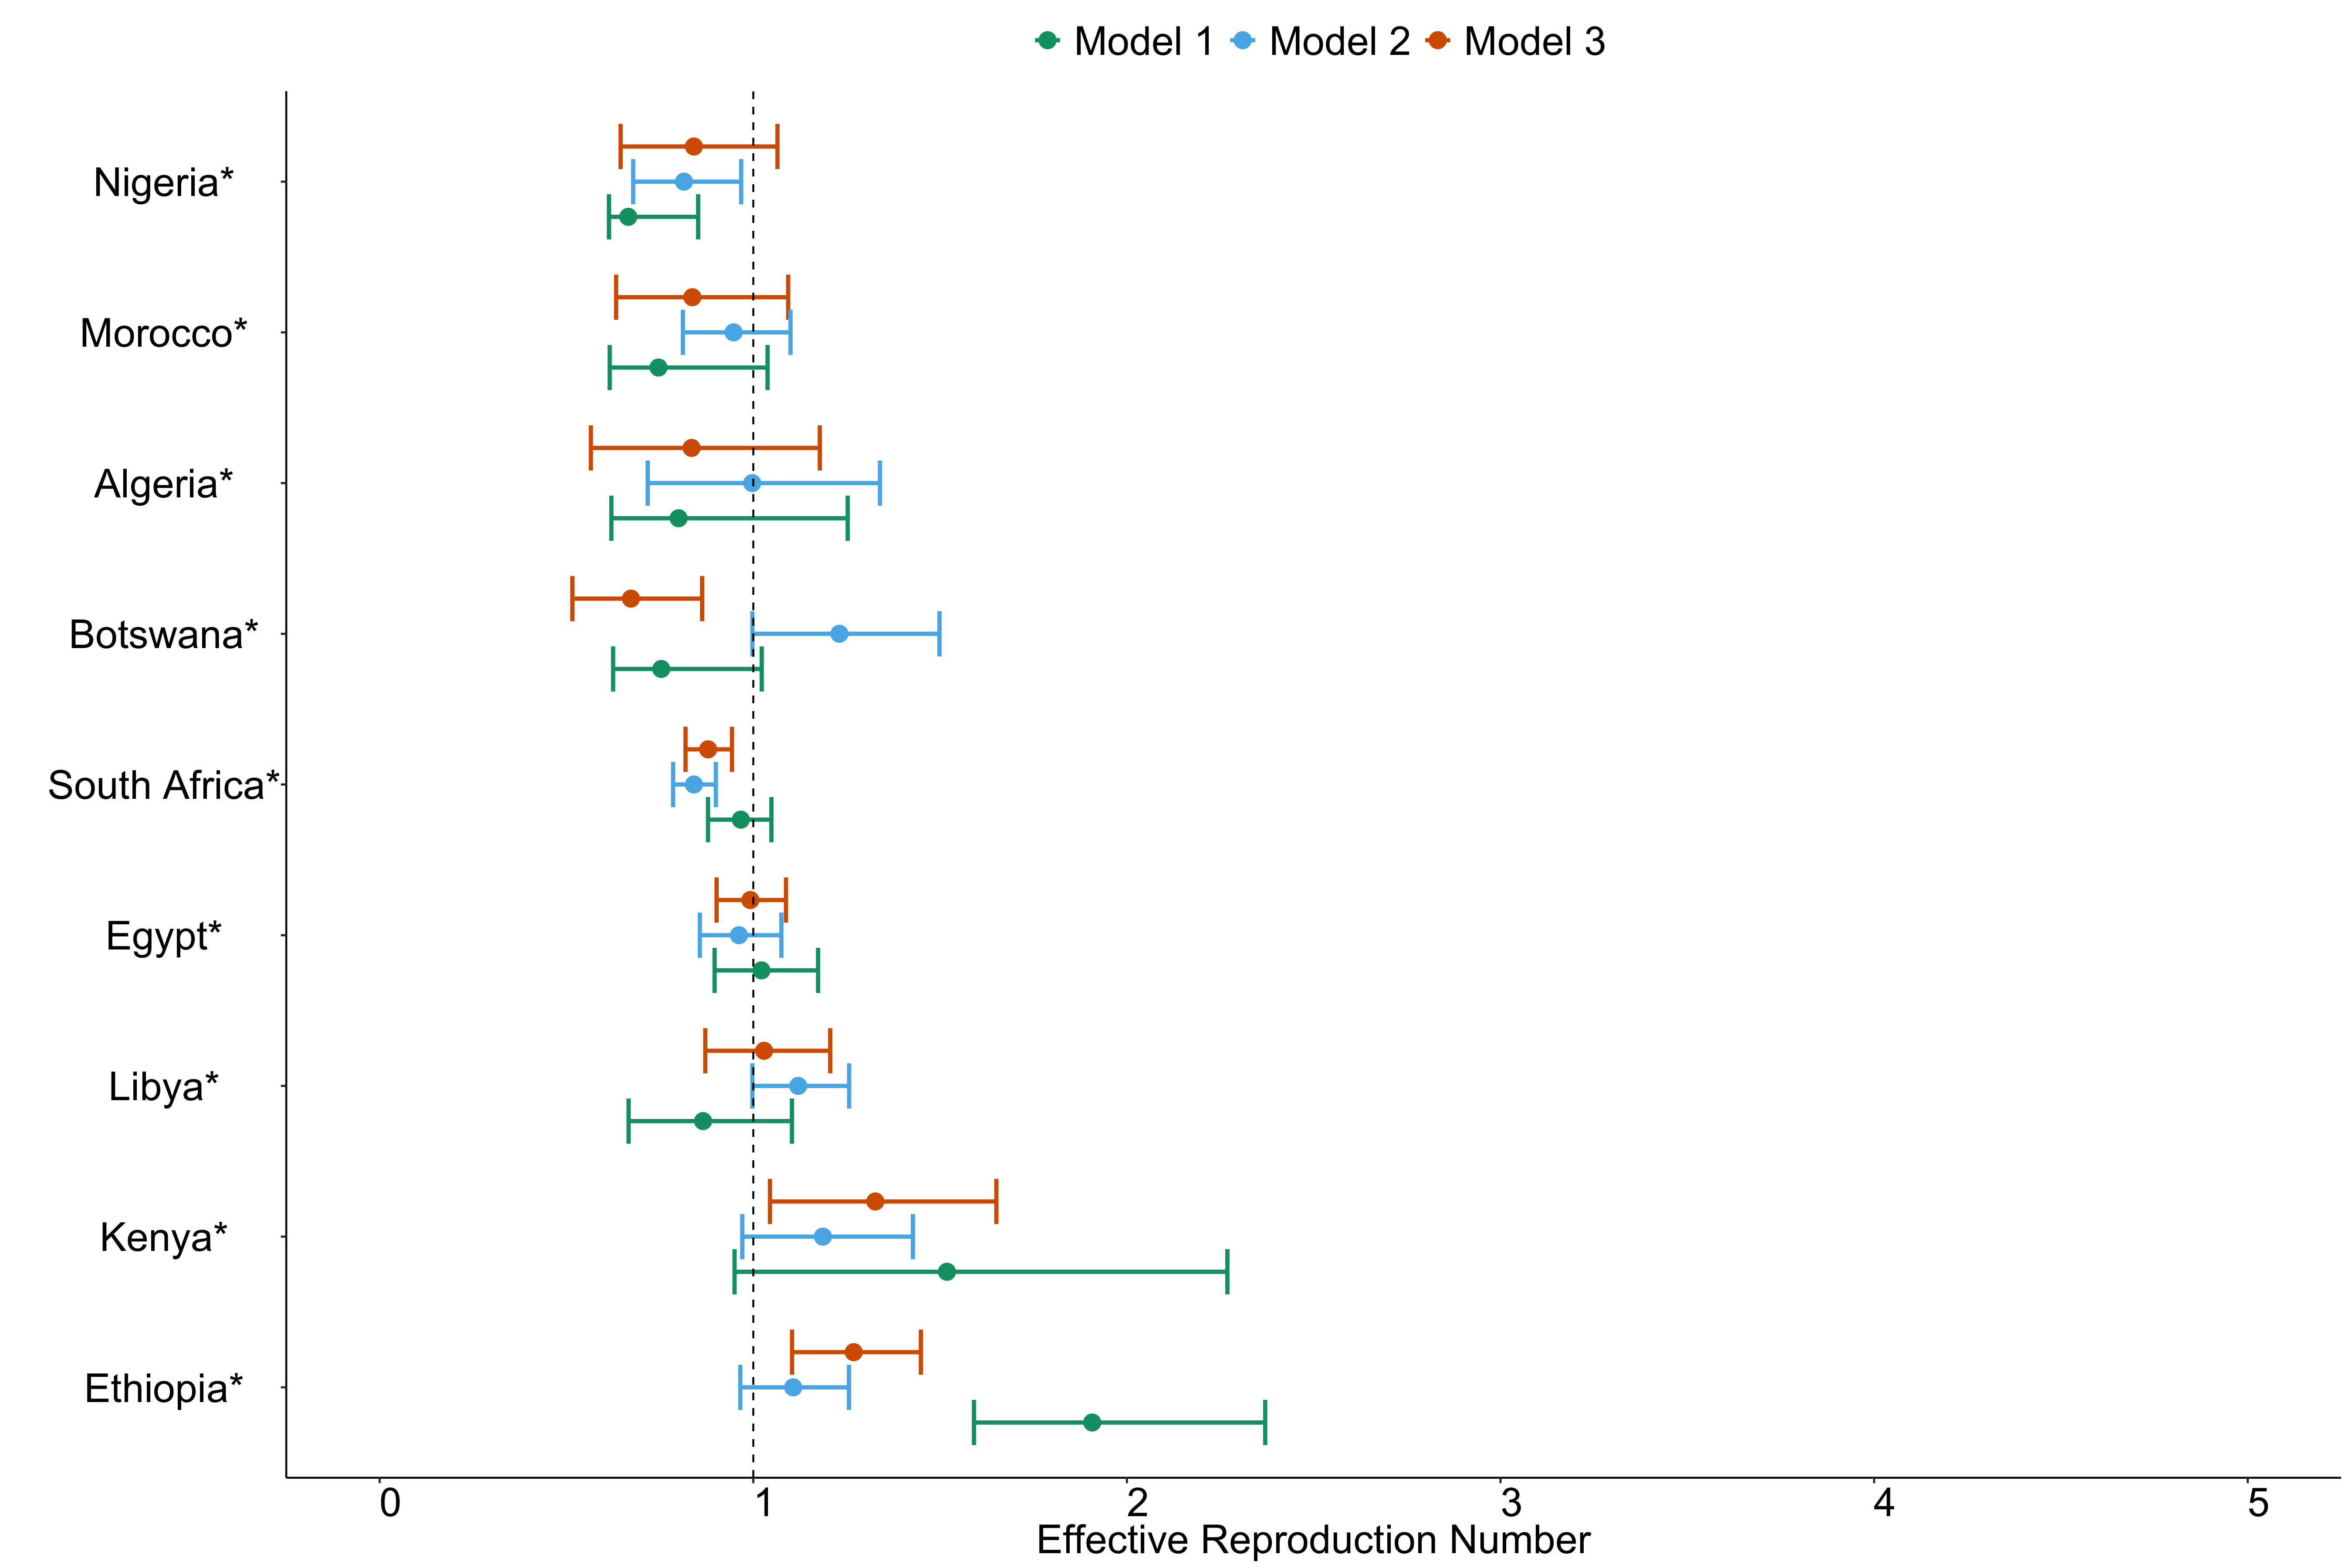 Model 1 Model 2 Model 3
Nigeria*
Morocco*
Algeria*
Botswana*
South Africa*
Egypt*
Libya*
Kenya*
Ethiopia*
0 1 2 3 4 5
Effective Reproduction Number